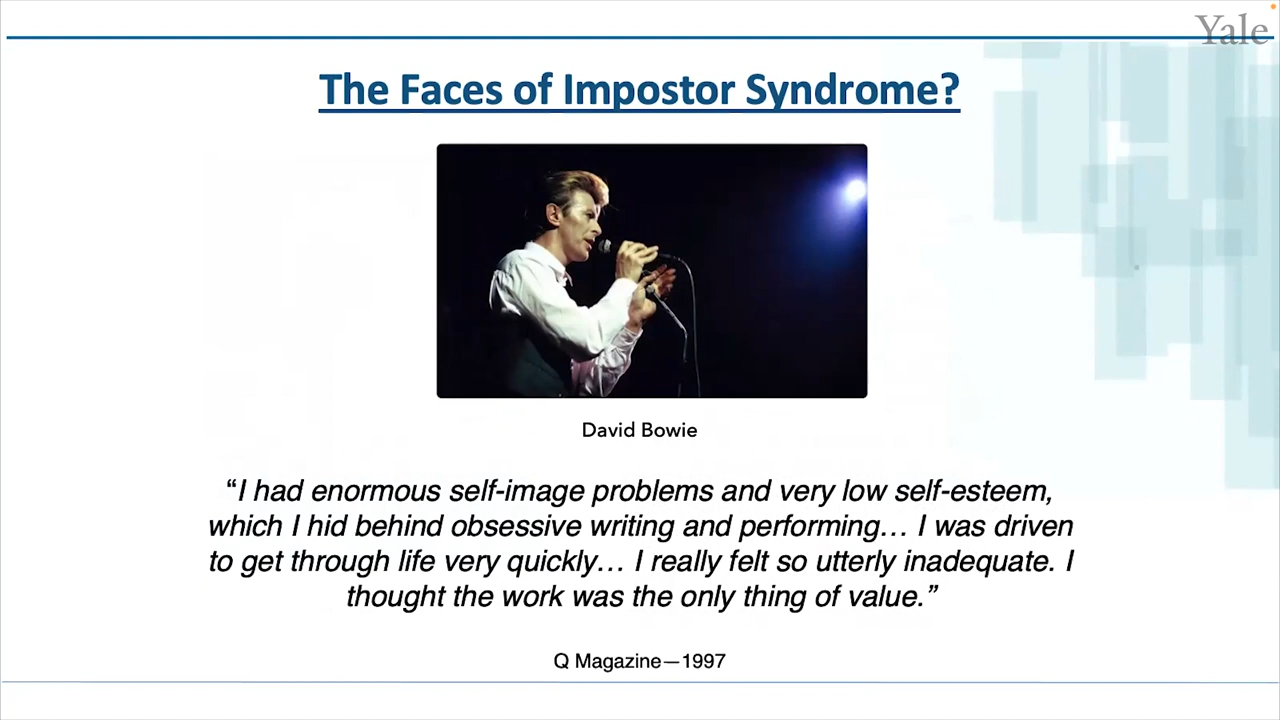 Yale
The Faces of Impostor Syndrome?
David Bowie
“I had enormous self-image problems and very low self-esteem,
which I hid behind obsessive writing and performing… I was driven
to get through life very quickly… I really felt so utterly inadequate. I
thought the work was the only thing of value.”
Q Magazine—1997